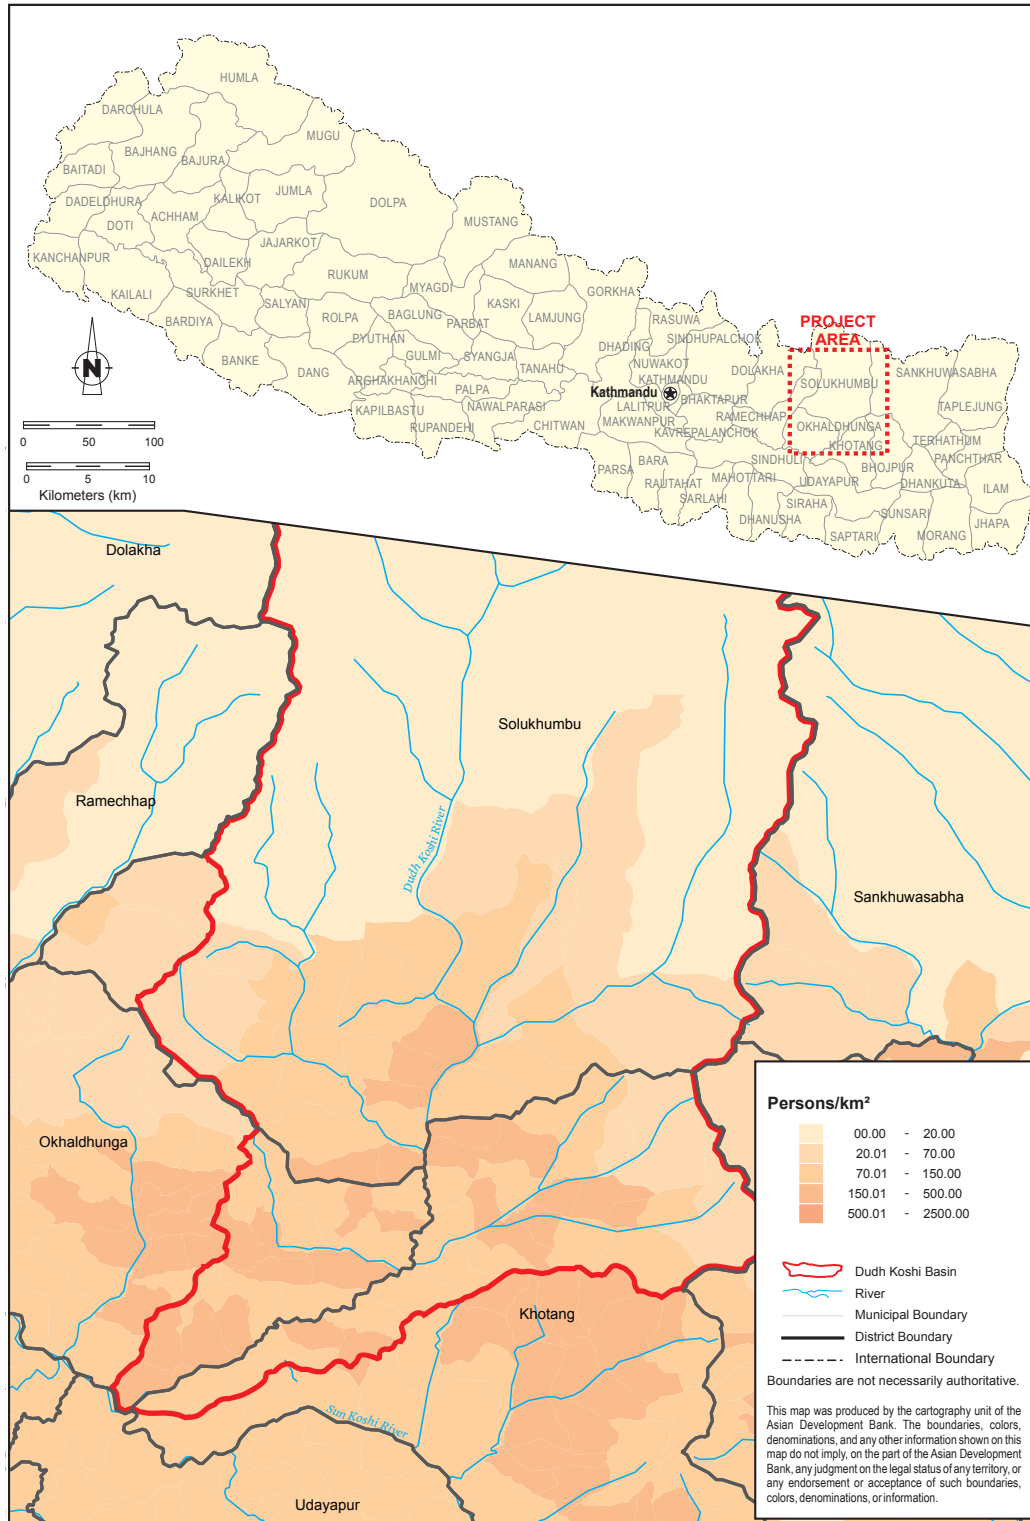 HUMLA
DARCHULA
MUGU
BAJHANG
BAJURA
BAITADI
JUMLA
KALIKOT
DADELDHURA
DOLPA
ACHHAM
MUSTANG
DOTI
JAJARKOT
KANCHANPUR
DAILEKH
MANANG
RUKUM
MYAGDI
GORKHA
KAILALI
SURKHET
SALYAN
KASKI
BAGLUNG
LAMJUNG
ROLPA
PARBAT
RASUWA
BARDIYA
PROJECT
AREA
PYUTHAN
SINDHUPALCHOK
DHADING
GULMI
SYANGJA
BANKE
NUWAKOT
TANAHU
DOLAKHA
SANKHUWASABHA
DANG
ARGHAKHANCHI
KATHMANDU
SOLUKHUMBU
PALPA
Kathmandu
BHAKTAPUR
KAPILBASTU
NAWALPARASI
LALITPUR
TAPLEJUNG
RAMECHHAP
MAKWANPUR
RUPANDEHI
CHITWAN
KAVREPALANCHOK
OKHALDHUNGA
TERHATHUM
KHOTANG
PANCHTHAR
SINDHULI
BARA
PARSA
BHOJPUR
MAHOTTARI
UDAYAPUR
DHANKUTA
RAUTAHAT
ILAM
SARLAHI
SIRAHA
SUNSARI
DHANUSHA
JHAPA
SAPTARI
MORANG
N
0 50 100
0 5 10
Kilometers (km)
Dolakha
Solukhumbu
Ramechhap
Dudh Koshi River
Sankhuwasabha
Okhaldhunga
Khotang
Sun Koshi River
Udayapur
Persons/km²
00.00 - 20.00
20.01 - 70.00
70.01 - 150.00
150.01 - 500.00
500.01 - 2500.00
Dudh Koshi Basin
River
Municipal Boundary
District Boundary
International Boundary
Boundaries are not necessarily authoritative.
This map was produced by the cartography unit of the
Asian Development Bank. The boundaries, colors,
denominations, and any other information shown on this
map do not imply, on the part of the Asian Development
Bank, any judgment on the legal status of any territory, or
any endorsement or acceptance of such boundaries,
colors, denominations, or information.